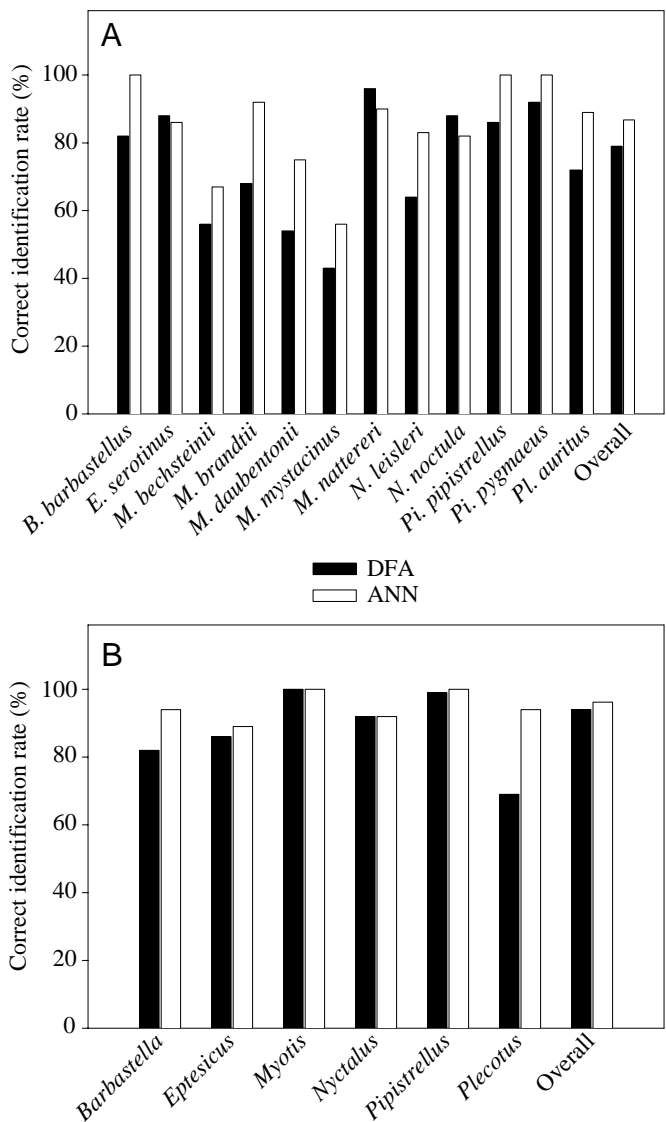 A
Correct identification rate (%)
100
80
60
40
20
0
B. barbastellus
E. serotinus
M. bechsteinii
M. brandtii
M. daubentonii
M. mystacinus
M. nattereri
N. leisleri
N. noctula
Pi. pipistrellus
Pi. pygmaeus
Pl. auritus
Overall
DFA
ANN
B
Correct identification rate (%)
100
80
60
40
20
0
Barbastella
Eptesicus
Myotis
Nyctalus
Pipistrellus
Plecotus
Overall